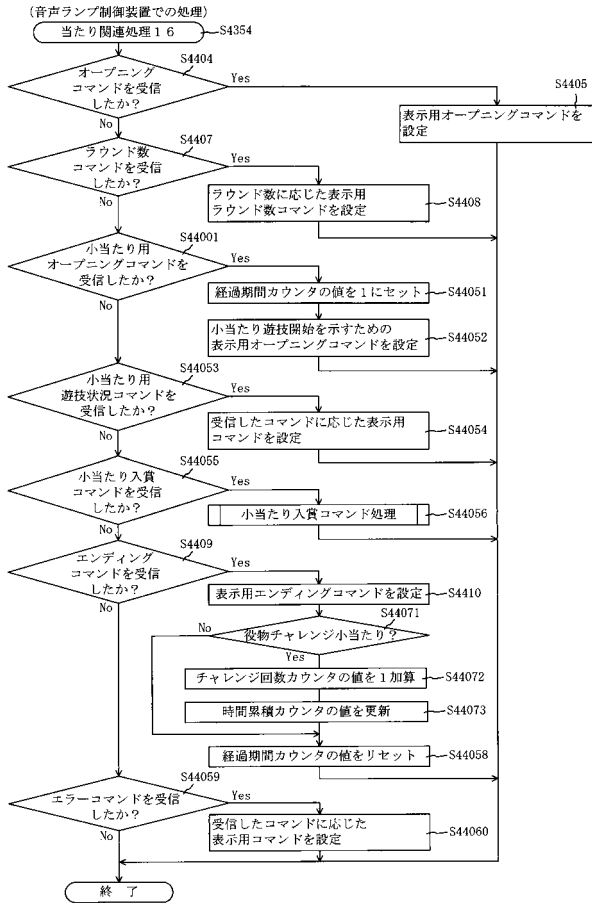 (音声ランプ制御装置での処理)
当たり関連処理16
S4354
オープニング
コマンドを受信
したか?
S4404
Yes
No
表示用オープニングコマンドを
設定
S4405
ラウンド数
コマンドを受信
したか?
S4407
Yes
No
ラウンド数に応じた表示用
ラウンド数コマンドを設定
S4408
小当たり用
オープニングコマンドを
受信したか?
S44001
Yes
No
経過期間カウンタの値を1にセット
S44051
小当たり遊技開始を示すための
表示用オープニングコマンドを設定
S44052
小当たり用
遊技状況コマンドを
受信したか?
S44053
Yes
No
受信したコマンドに応じた表示用
コマンドを設定
S44054
小当たり入賞
コマンドを受信
したか?
S44055
Yes
No
小当たり入賞コマンド処理
S44056
エンディング
コマンドを受信
したか?
S4409
Yes
No
表示用エンディングコマンドを設定
S4410
役物チャレンジ小当たり?
S44071
No
Yes
チャレンジ回数カウンタの値を1加算
S44072
時間累積カウンタの値を更新
S44073
経過期間カウンタの値をリセット
S44058
エラーコマンドを受信
したか?
S44059
Yes
No
受信したコマンドに応じた
表示用コマンドを設定
S44060
終 了